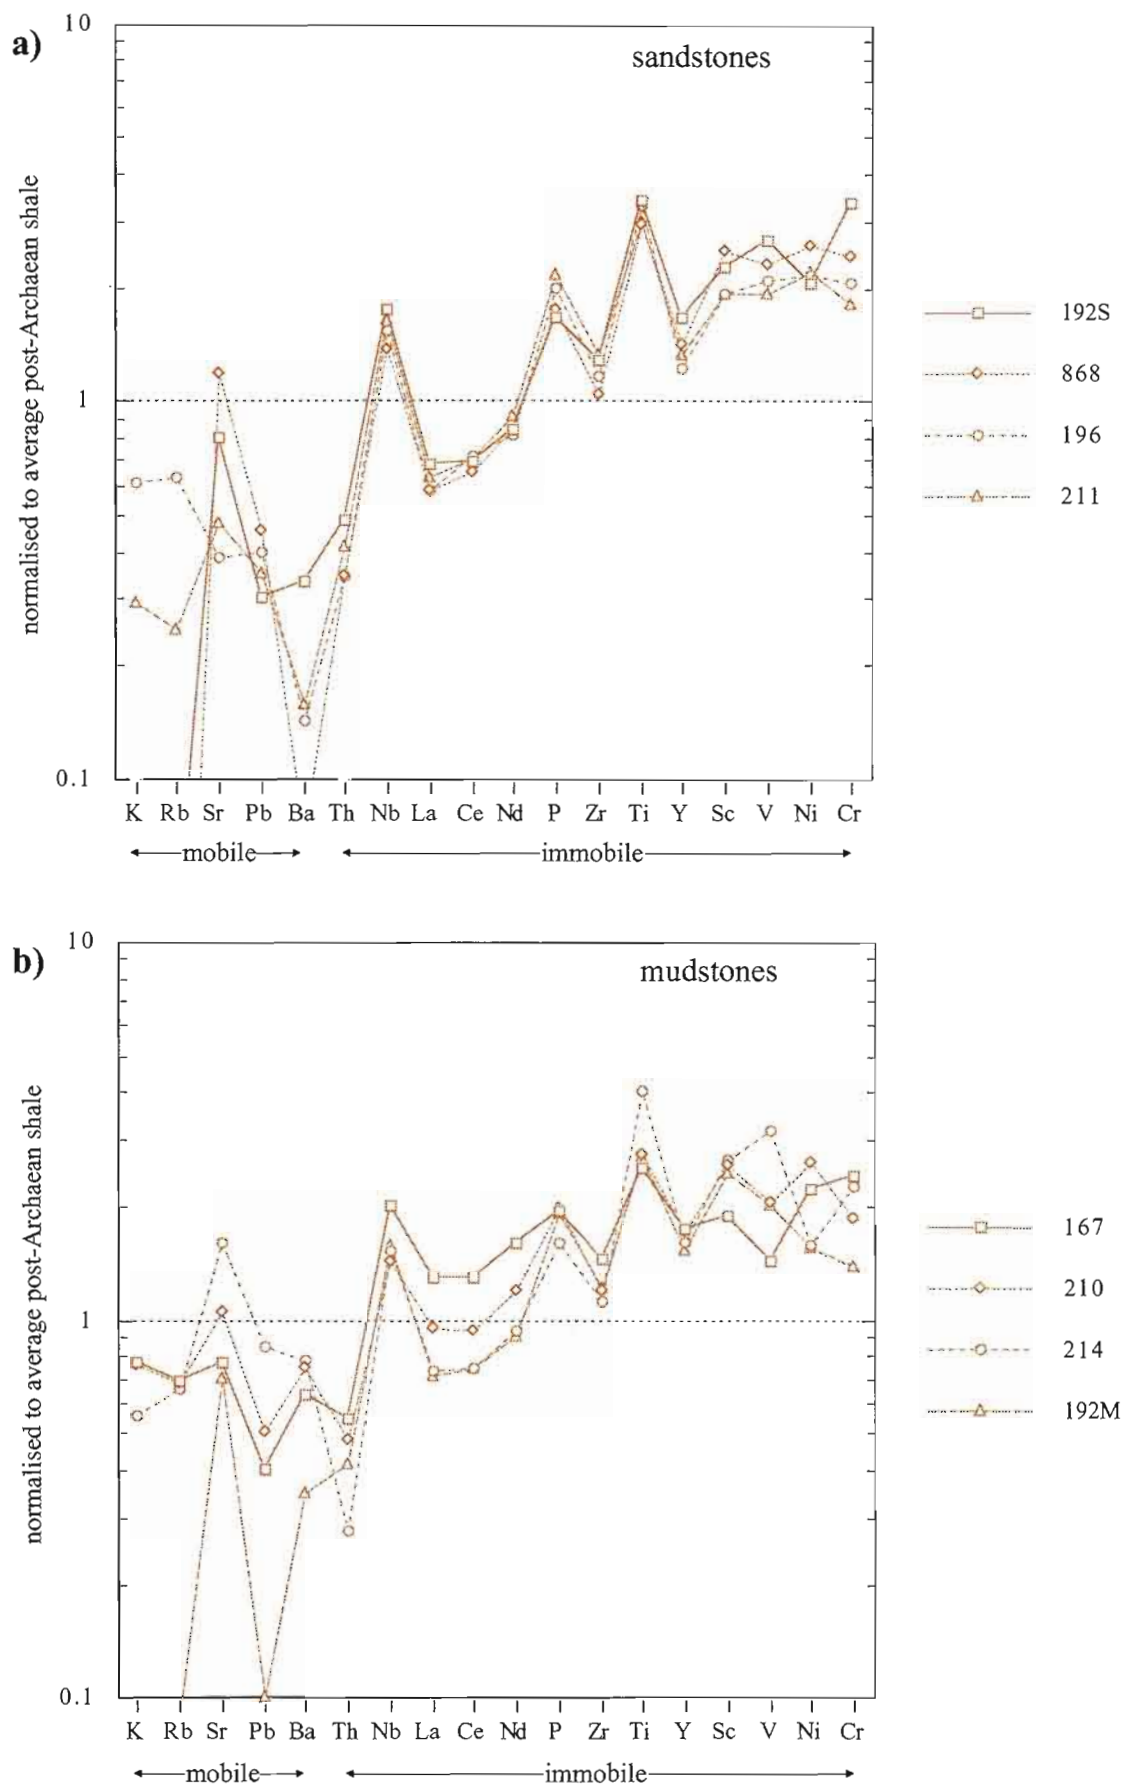 a)
10
sandstones
normalised to average post-Archaean shale
1
0.1
192S
868
196
211
K Rb Sr Pb Ba Th Nb La Ce Nd P Zr Ti Y Sc V Ni Cr
mobile immobile
b)
10
mudstones
normalised to average post-Archaean shale
1
0.1
167
210
214
192M
K Rb Sr Pb Ba Th Nb La Ce Nd P Zr Ti Y Sc V Ni Cr
mobile immobile